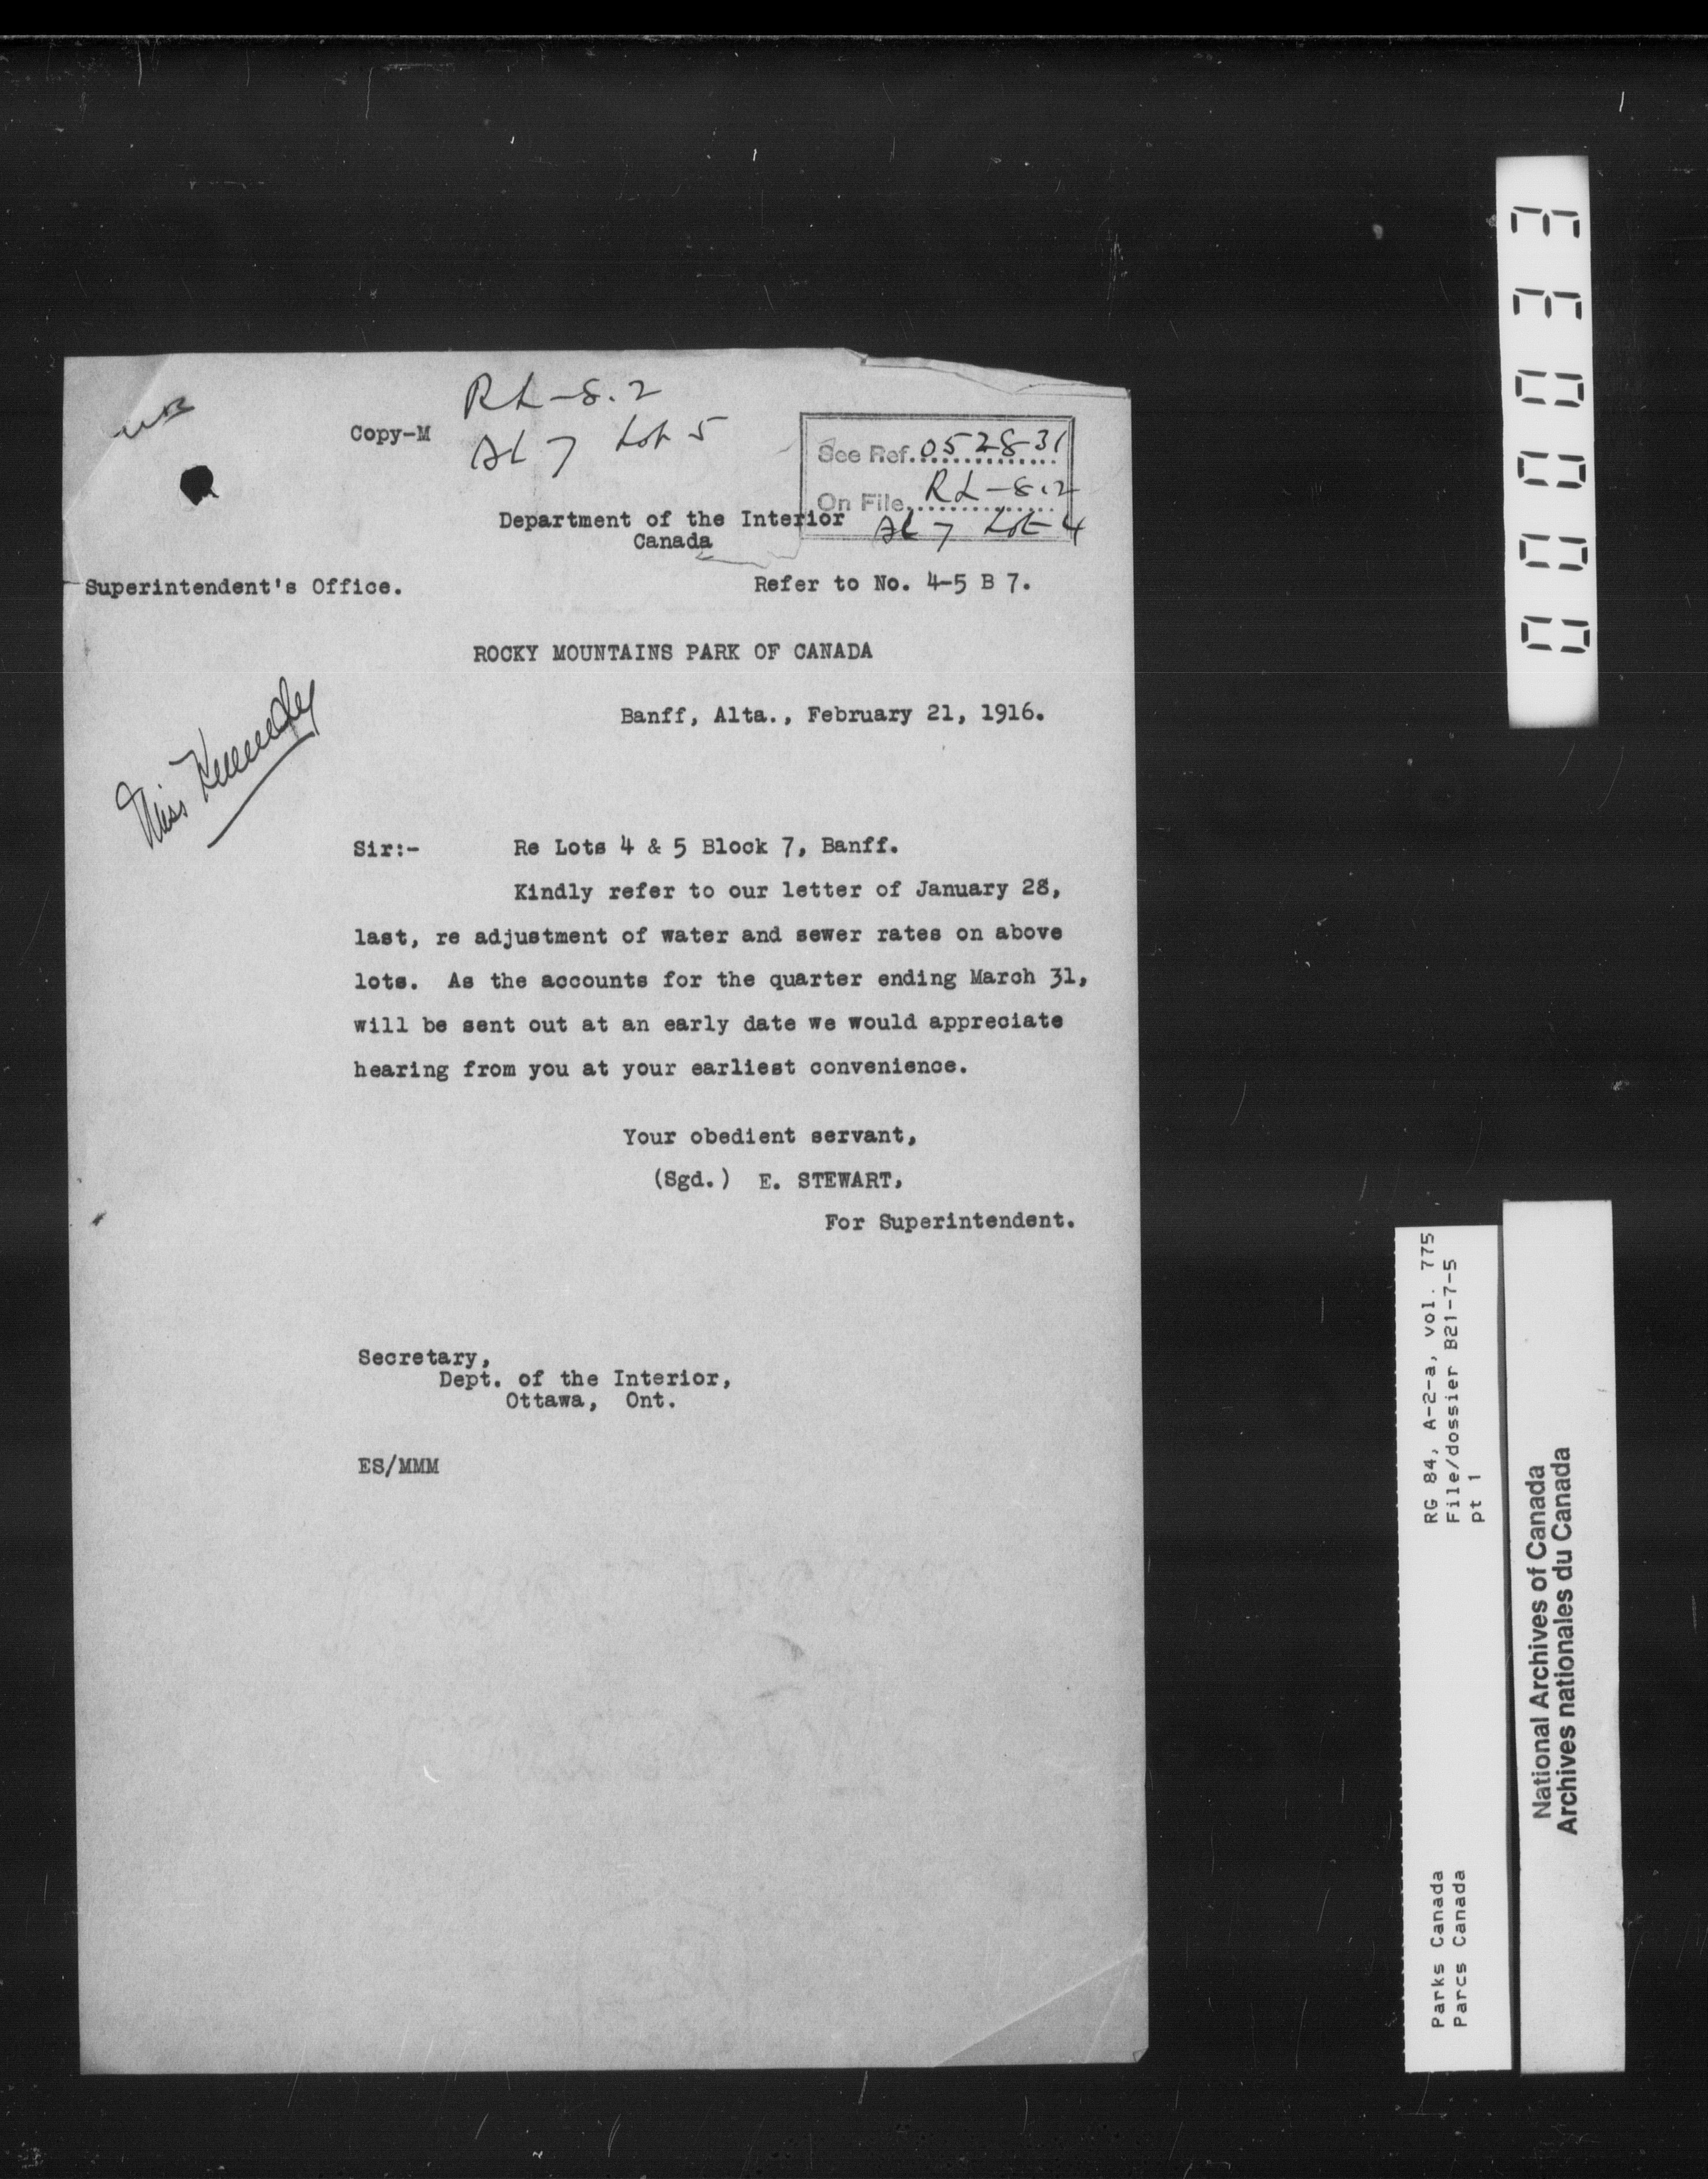 RL-8.2
Copy-M
BL 7 Lot 5
See Ref. 052831
On File RL-8.2
BL 7 Lot 4
Department of the Interior
Canada
Superintendent's Office.
Refer to No. 4-5 B 7.
ROCKY MOUNTAINS PARK OF CANADA
Banff, Alta., February 21, 1916.
Miss Kennedy
Sir:- Re Lots 4 & 5 Block 7, Banff.
Kindly refer to our letter of January 28,
last, re adjustment of water and sewer rates on above
lots. As the accounts for the quarter ending March 31,
will be sent out at an early date we would appreciate
hearing from you at your earliest convenience.
Your obedient servant,
(Sgd.) E. STEWART,
For Superintendent.
Secretary,
Dept. of the Interior,
Ottawa, Ont.
ES/MMM
000033
RG 84, A-2-a, vol. 775
File/dossier B21-7-5
pt 1
Parks Canada
Parcs Canada
National Archives of Canada
Archives nationales du Canada